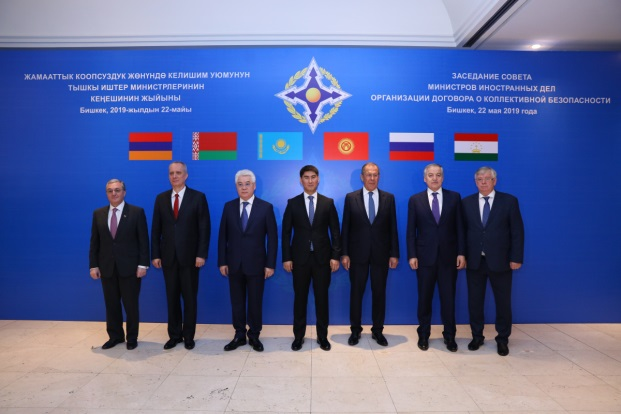 ЖАМААТТЫК КООПСУЗДУК ЖӨНҮНДӨ КЕЛИШИМ УЮМУНУН
ТЫШКЫ ИШТЕР МИНИСТРЛЕРИНИН
КЕҢЕШИНИН ЖЫЙЫНЫ
Бишкек, 2019-жылдын 22-майы
ЗАСЕДАНИЕ СОВЕТА
МИНИСТРОВ ИНОСТРАННЫХ ДЕЛ
ОРГАНИЗАЦИИ ДОГОВОРА О КОЛЛЕКТИВНОЙ БЕЗОПАСНОСТИ
Бишкек, 22 мая 2019 года